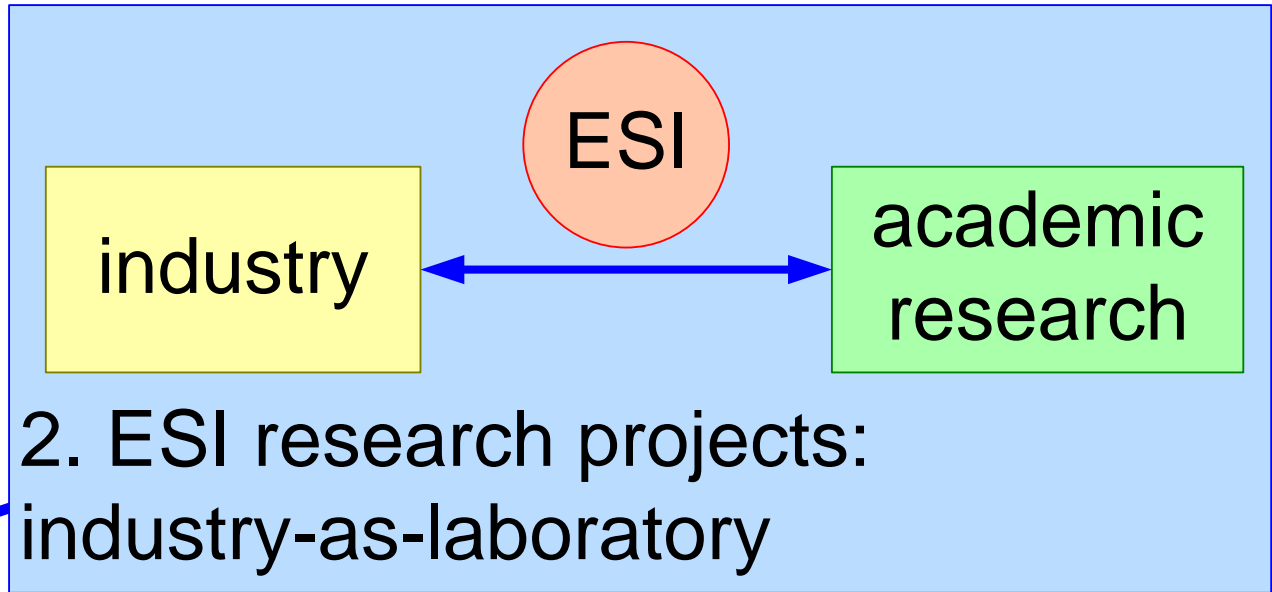 ESI
industry
academic
research
2. ESI research projects:
industry-as-laboratory